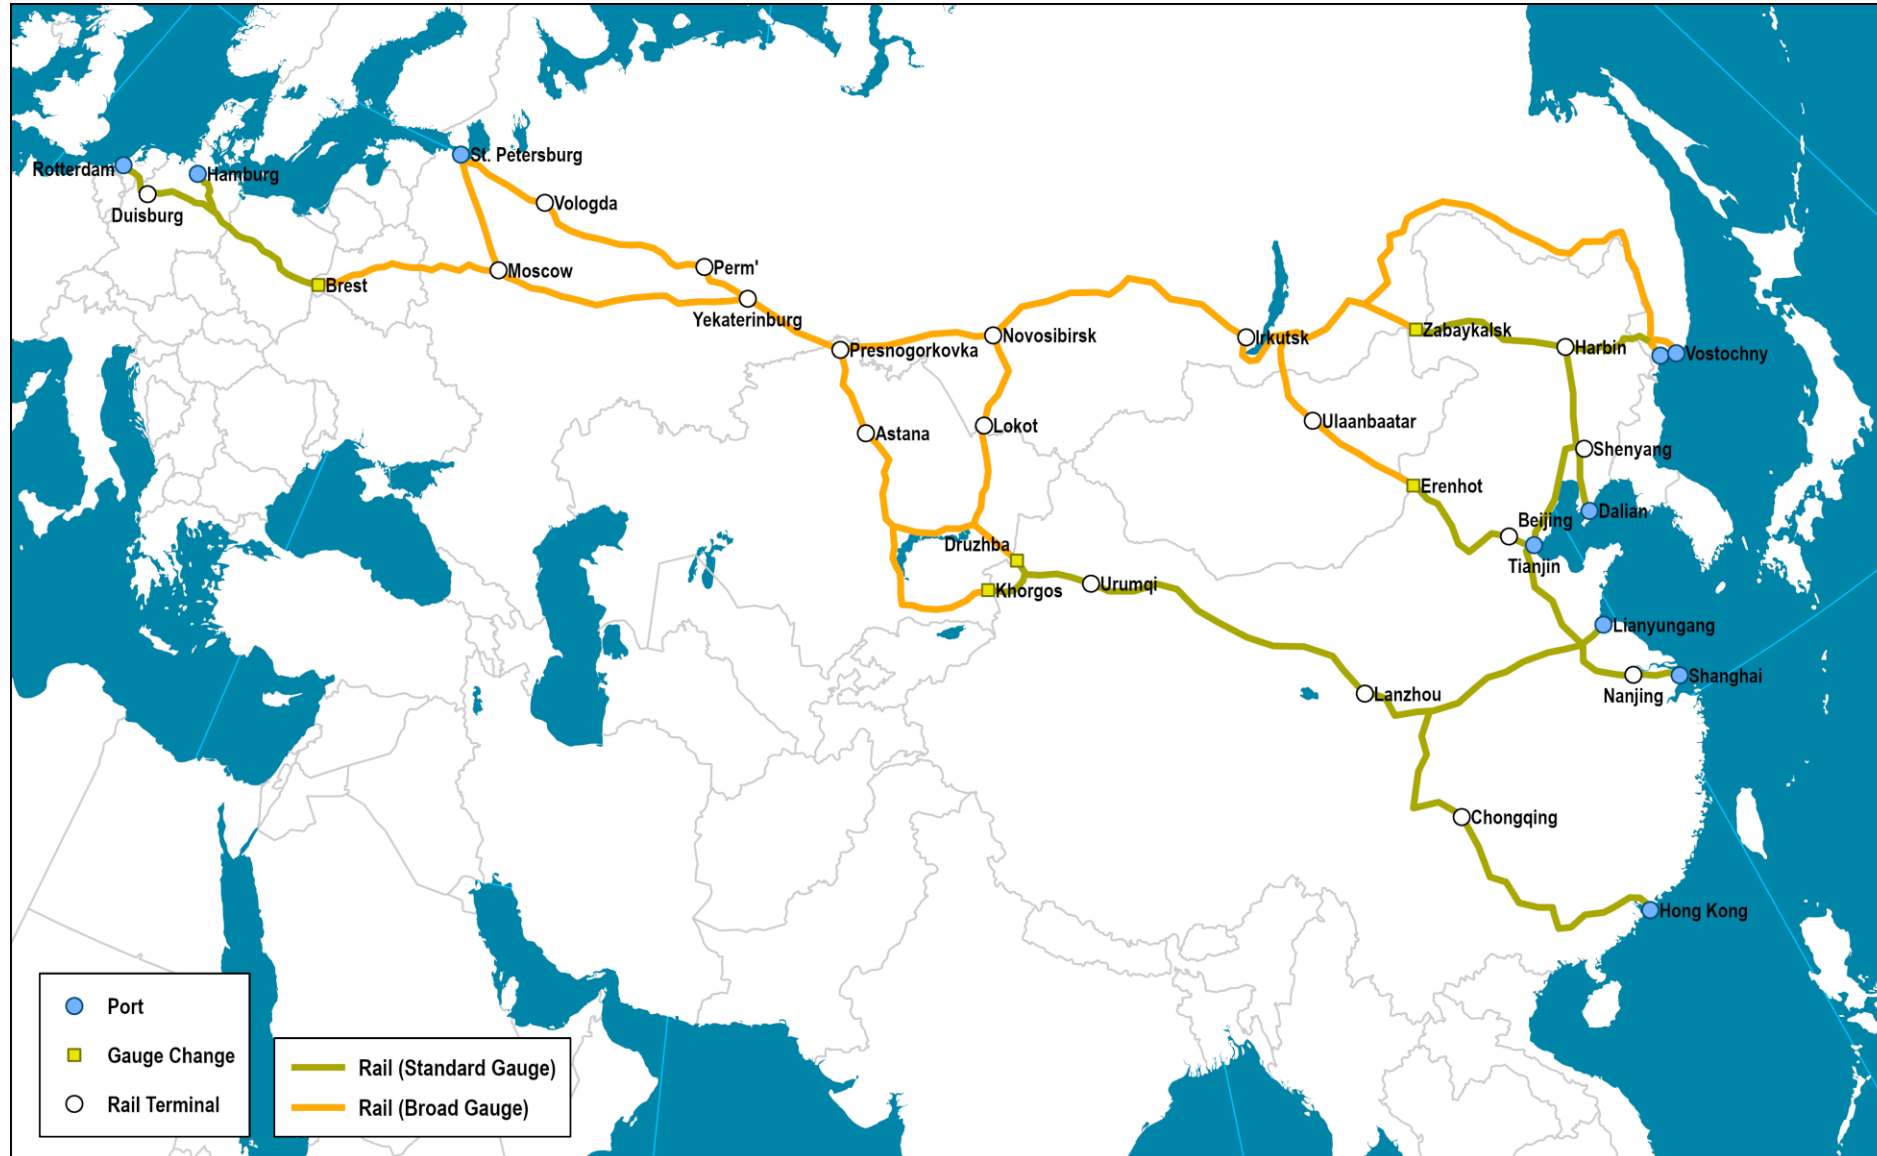 St. Petersburg
Rotterdam
Hamburg
Vologda
Duisburg
Perm'
Moscow
Brest
Yekaterinburg
Novosibirsk
Irkutsk
Zabaykalsk
Harbin
Presnogorkovka
Vostochny
Ulaanbaatar
Lokot
Astana
Shenyang
Erenhot
Dalian
Beijing
Druzhba
Tianjin
Urumqi
Khorgos
Lianyungang
Shanghai
Lanzhou
Nanjing
Chongqing
Hong Kong
Port
Gauge Change
Rail Terminal
Rail (Standard Gauge)
Rail (Broad Gauge)